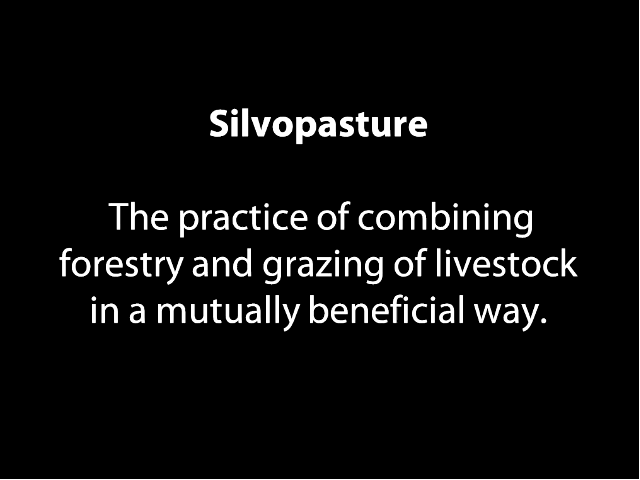 Silvopasture
The practice of combining
forestry and grazing of livestock
in a mutually beneficial way.